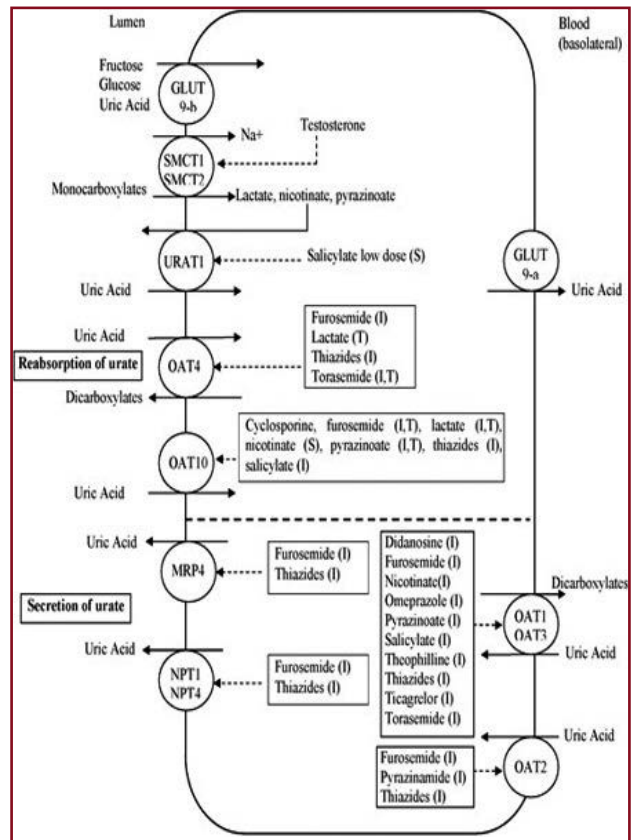 Lumen
Blood
(basolateral)
Fructose
Glucose
Uric Acid
GLUT
9-b
Na+
Testosterone
SMCT1
SMCT2
Monocarboxylates
Lactate, nicotinate, pyrazinoate
URAT1
Salicylate low dose (S)
GLUT
9-a
Uric Acid
Uric Acid
Uric Acid
Furosemide (I)
Lactate (T)
Thiazides (I)
Torasemide (I,T)
Reabsorption of urate
OAT4
Dicarboxylates
Cyclosporine, furosemide (I,T), lactate (I,T),
nicotinate (S), pyrazinoate (I,T), thiazides (I),
salicylate (I)
OAT10
Uric Acid
Uric Acid
MRP4
Furosemide (I)
Thiazides (I)
Didanosine (I)
Furosemide (I)
Nicotinate(I)
Omeprazole (I)
Pyrazinoate (I)
Salicylate (I)
Theophilline (I)
Thiazides (I)
Ticagrelor (I)
Torasemide (I)
Dicarboxylates
OAT1
OAT3
Uric Acid
Secretion of urate
Uric Acid
NPT1
NPT4
Furosemide (I)
Thiazides (I)
Uric Acid
Furosemide (I)
Pyrazinamide (I)
Thiazides (I)
OAT2